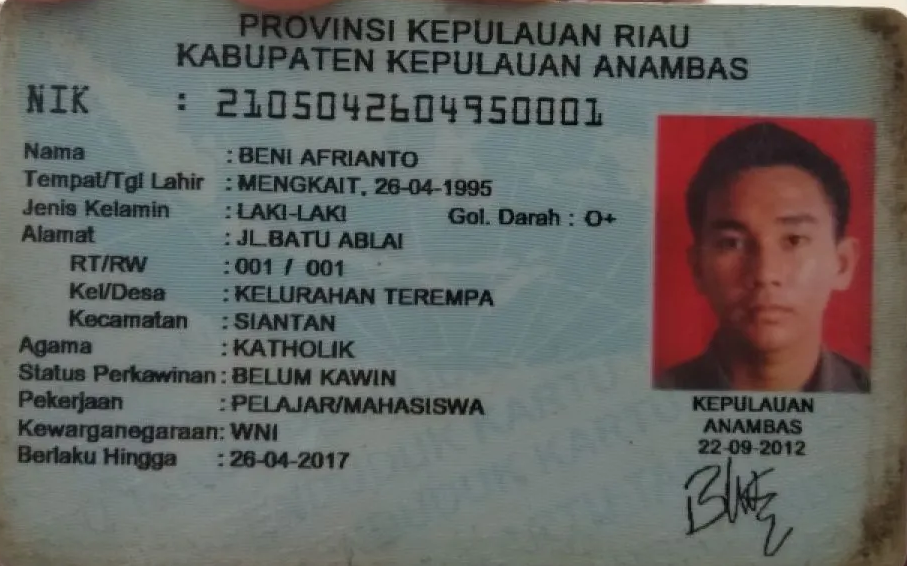 PROVINSI KEPULAUAN RIAU
KABUPATEN KEPULAUAN ANAMBAS
NIK : 2105042604950001
Nama : BENI AFRIANTO
Tempat/Tgl Lahir : MENGKAIT, 26-04-1995
Jenis Kelamin : LAKI-LAKI Gol. Darah : O+
Alamat : JL.BATU ABLAI
RT/RW : 001 / 001
Kel/Desa : KELURAHAN TEREMPA
Kecamatan : SIANTAN
Agama : KATHOLIK
Status Perkawinan : BELUM KAWIN
Pekerjaan : PELAJAR/MAHASISWA
Kewarganegaraan : WNI
Berlaku Hingga : 26-04-2017
KEPULAUAN
ANAMBAS
22-09-2012